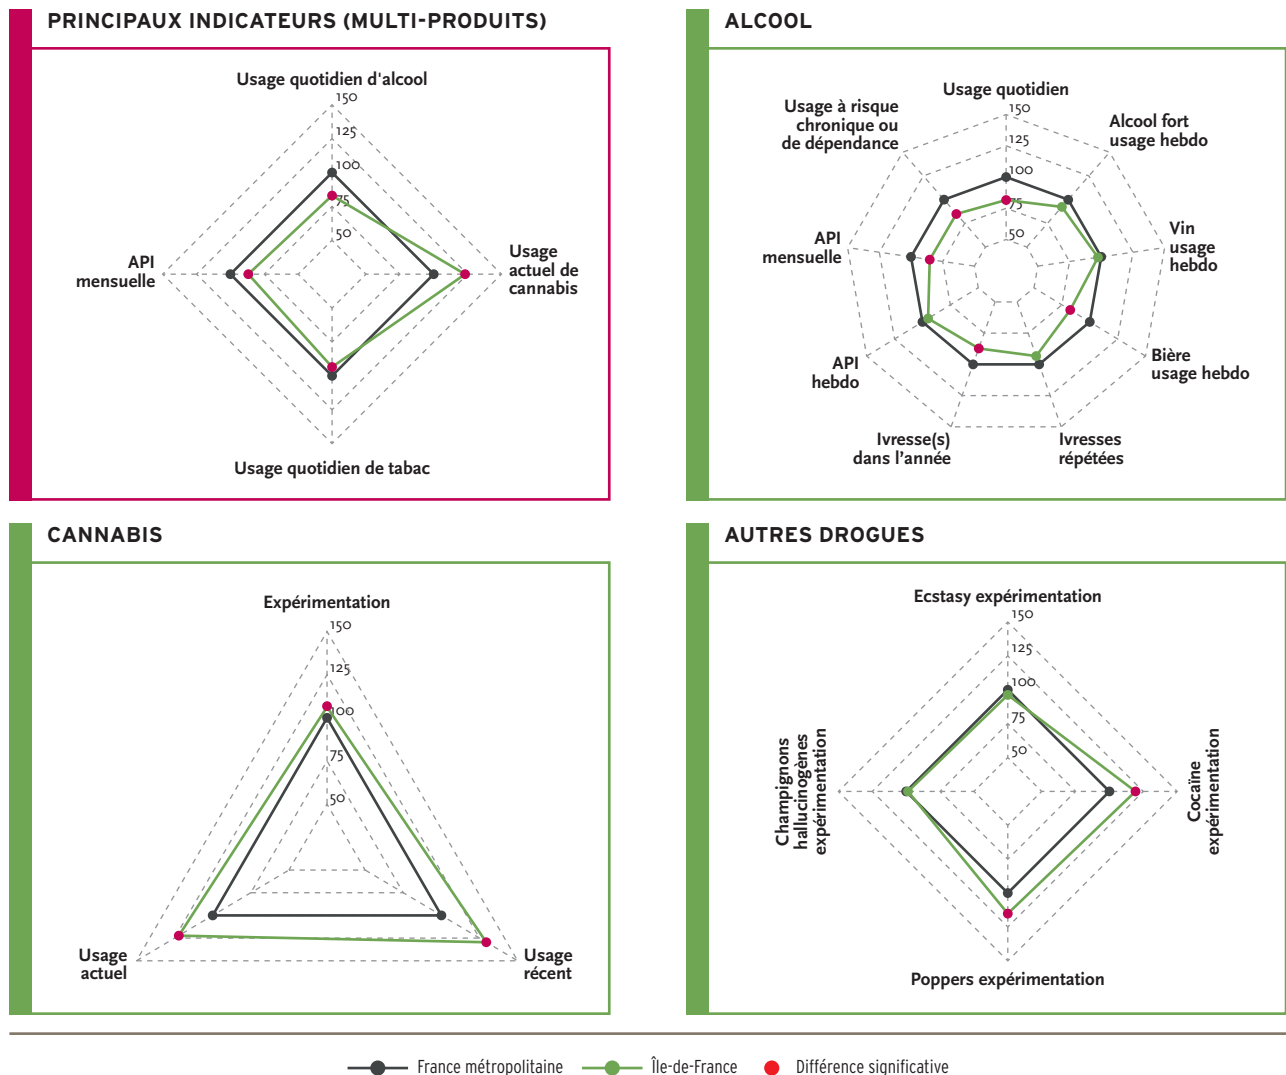 PRINCIPAUX INDICATEURS (MULTI-PRODUITS)
Usage quotidien d'alcool
150
125
100
75
50
API
mensuelle
Usage
actuel de
cannabis
Usage quotidien de tabac
ALCOOL
Usage quotidien
150
125
100
75
50
Usage à risque
chronique ou
de dépendance
Alcool fort
usage hebdo
API
mensuelle
Vin
usage
hebdo
API
hebdo
Bière
usage hebdo
Ivresse(s)
dans l'année
Ivresses
répétées
CANNABIS
Expérimentation
150
125
100
75
50
Usage
actuel
Usage
récent
AUTRES DROGUES
Ecstasy expérimentation
150
125
100
75
50
Champignons
hallucinogènes
expérimentation
Cocaïne
expérimentation
Poppers expérimentation
France métropolitaine
Île-de-France
Différence significative